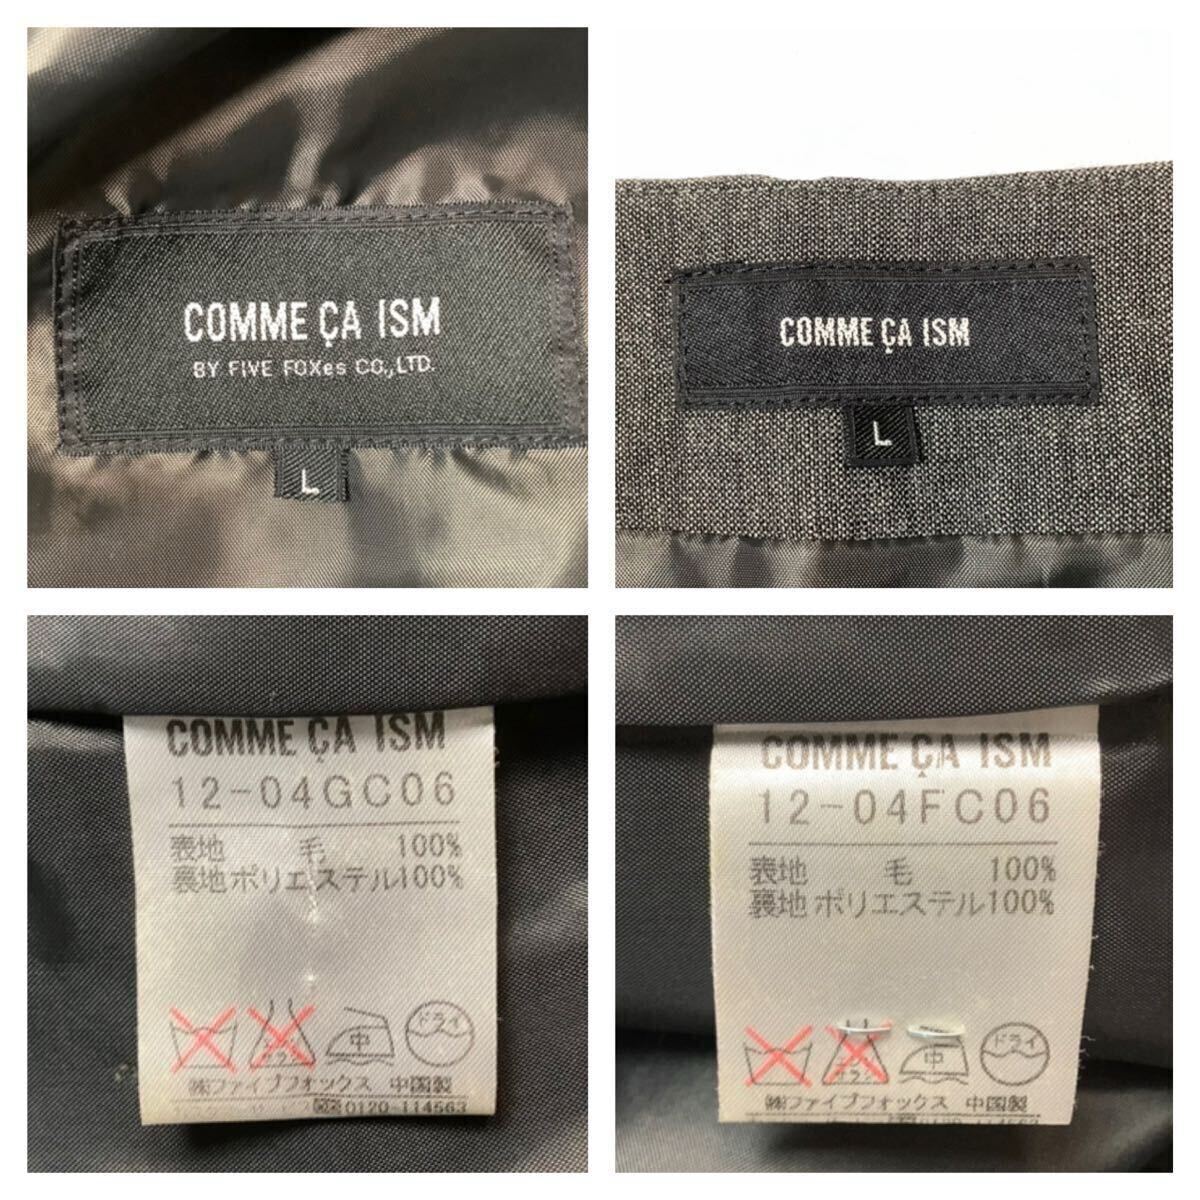 COMME ÇA ISM
BY FIVE FOXes CO.,LTD.
L
COMME ÇA ISM
L
COMME ÇA ISM
12-04GC06
表地 毛 100%
裏地ポリエステル100%
中 ドライ
㈱ファイブフォックス 中国製
0120-114563
COMME ÇA ISM
12-04FC06
表地 毛 100%
裏地ポリエステル100%
中 ドライ
㈱ファイブフォックス 中国製